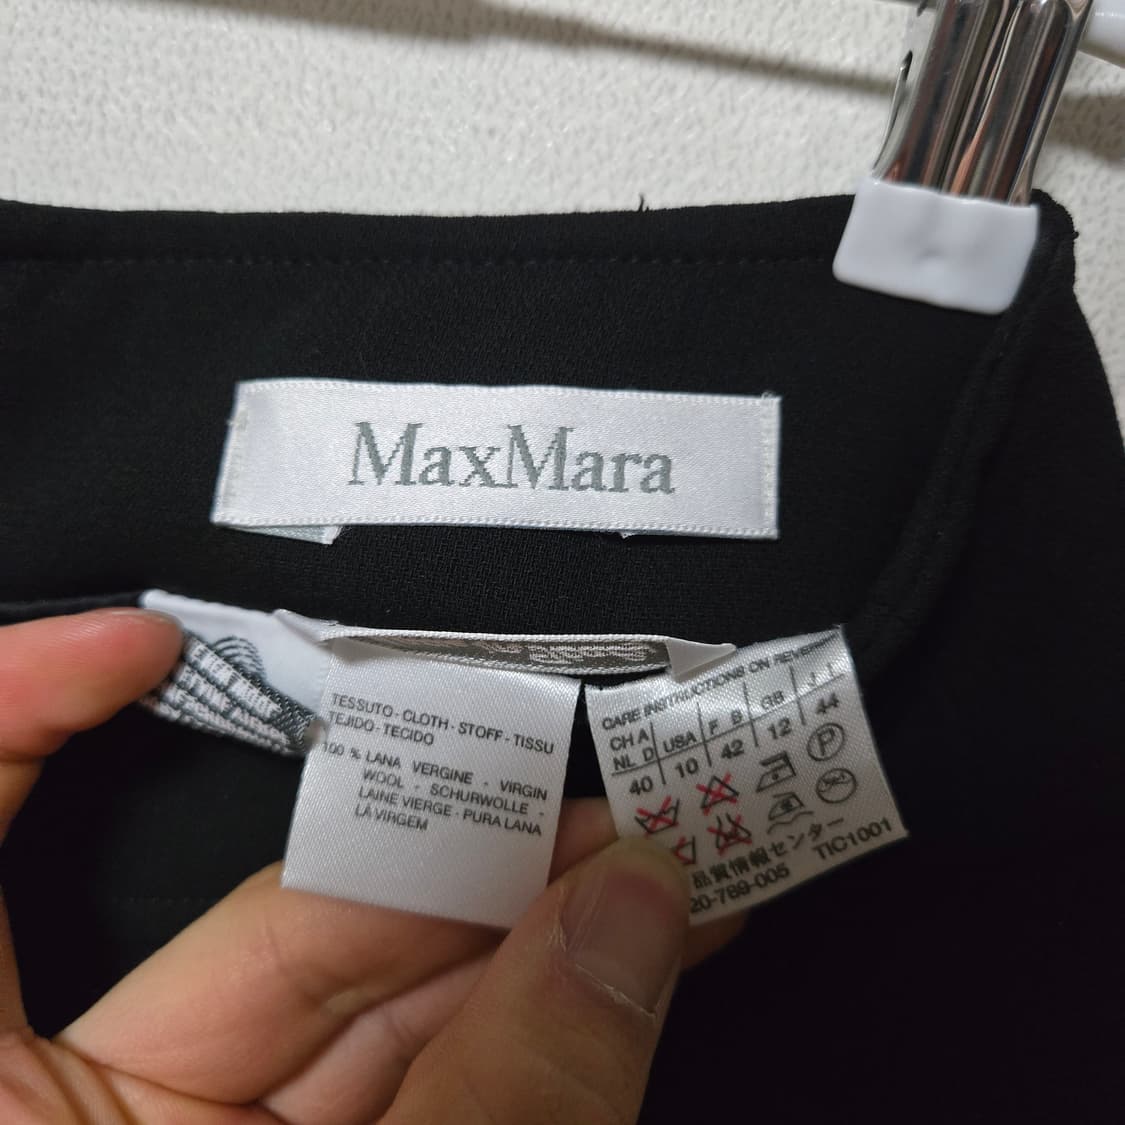 MaxMara
TESSUTO - CLOTH - STOFF - TISSU
TEJIDO - TECIDO
100 % LANA VERGINE - VIRGIN
WOOL - SCHURWOLLE -
LAINE VIERGE - PURA LANA
LA VIRGEM
CARE INSTRUCTIONS ON REVERSE
CH A
NL D USA F B GB I
40 10 42 12 44
P
品質情報センター
20-789-005 TIC1001